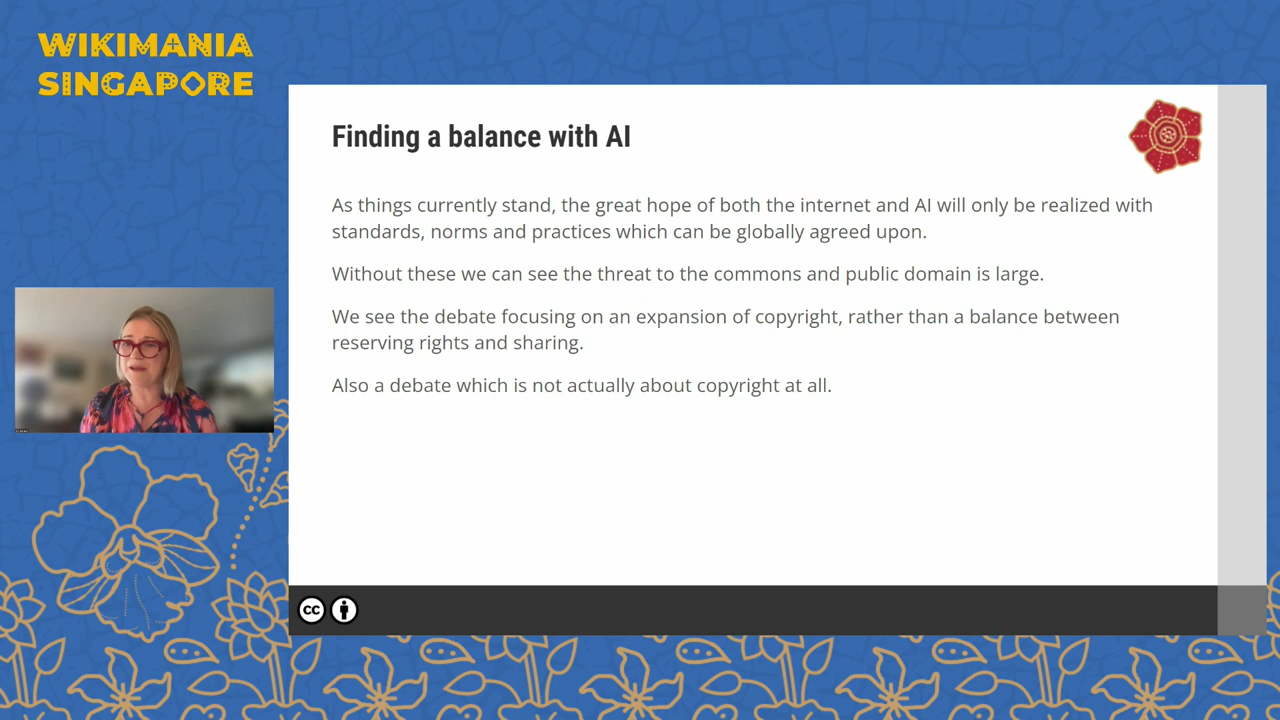 WIKIMANIA
SINGAPORE
Finding a balance with AI
As things currently stand, the great hope of both the internet and AI will only be realized with
standards, norms and practices which can be globally agreed upon.
Without these we can see the threat to the commons and public domain is large.
We see the debate focusing on an expansion of copyright, rather than a balance between
reserving rights and sharing.
Also a debate which is not actually about copyright at all.
cc